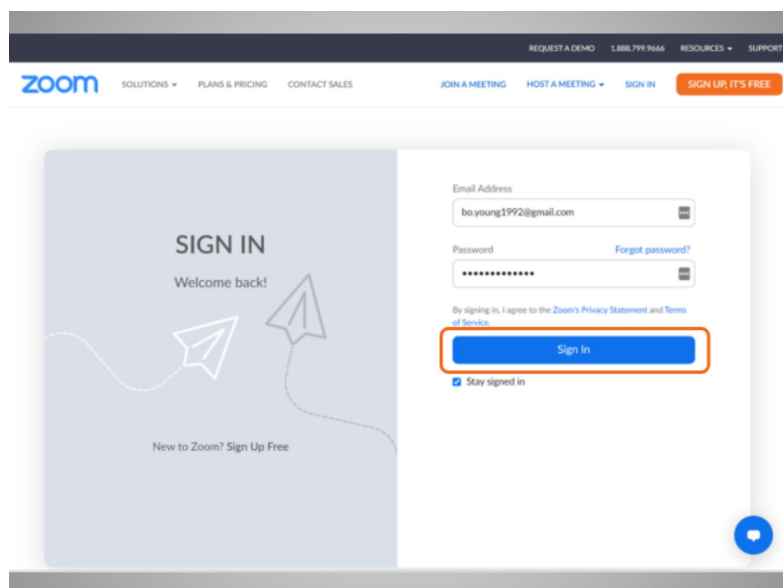 REQUEST A DEMO 1.888.799.9666 RESOURCES SUPPORT
zoom SOLUTIONS PLANS & PRICING CONTACT SALES JOIN A MEETING HOST A MEETING SIGN IN SIGN UP, IT'S FREE
SIGN IN
Welcome back!
New to Zoom? Sign Up Free
Email Address
bo.young1992@gmail.com
Password Forgot password?
•••••••••••••
By signing in, I agree to the Zoom's Privacy Statement and Terms
of Service.
Sign In
Stay signed in